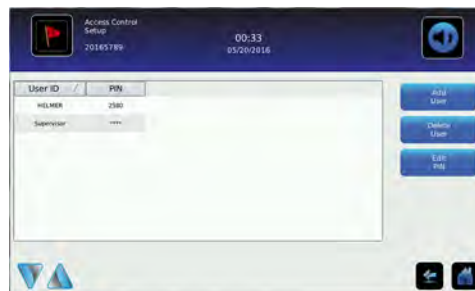 Access Control
Setup
20165789
00:33
05/20/2016
User ID / PIN
HELMER 2580
Supervisor ****
Add
User
Delete
User
Edit
PIN